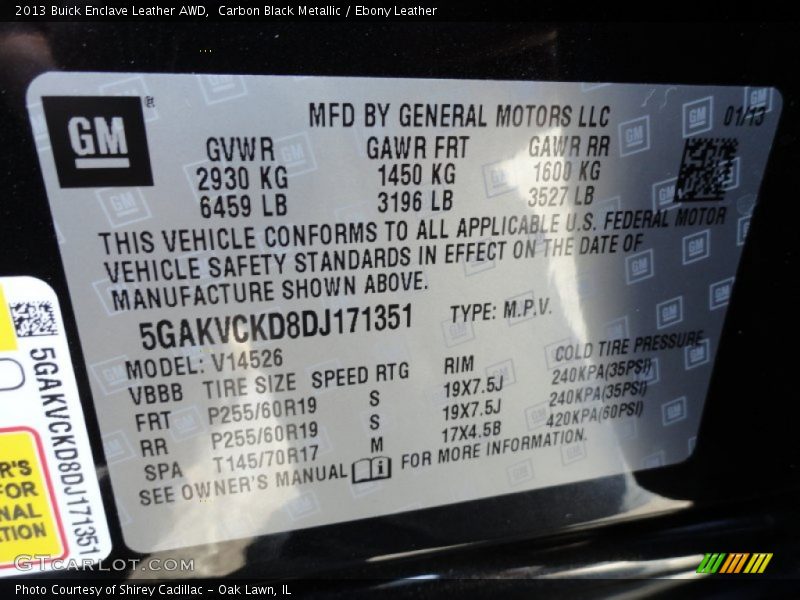 2013 Buick Enclave Leather AWD,  Carbon Black Metallic / Ebony Leather
GM ®
MFD BY GENERAL MOTORS LLC 01/13
GVWR GAWR FRT GAWR RR
2930 KG 1450 KG 1600 KG
6459 LB 3196 LB 3527 LB
THIS VEHICLE CONFORMS TO ALL APPLICABLE U.S. FEDERAL MOTOR
VEHICLE SAFETY STANDARDS IN EFFECT ON THE DATE OF
MANUFACTURE SHOWN ABOVE.
5GAKVCKD8DJ171351 TYPE: M.P.V.
MODEL: V14526
VBBB TIRE SIZE SPEED RTG RIM COLD TIRE PRESSURE
FRT P255/60R19 S 19X7.5J 240KPA(35PSI)
RR P255/60R19 S 19X7.5J 240KPA(35PSI)
SPA T145/70R17 M 17X4.5B 420KPA(60PSI)
SEE OWNER'S MANUAL FOR MORE INFORMATION.
5GAKVCKD8DJ171351
R'S
FOR
NAL
TION
GTCarLot.com
Photo Courtesy of Shirey Cadillac - Oak Lawn, IL